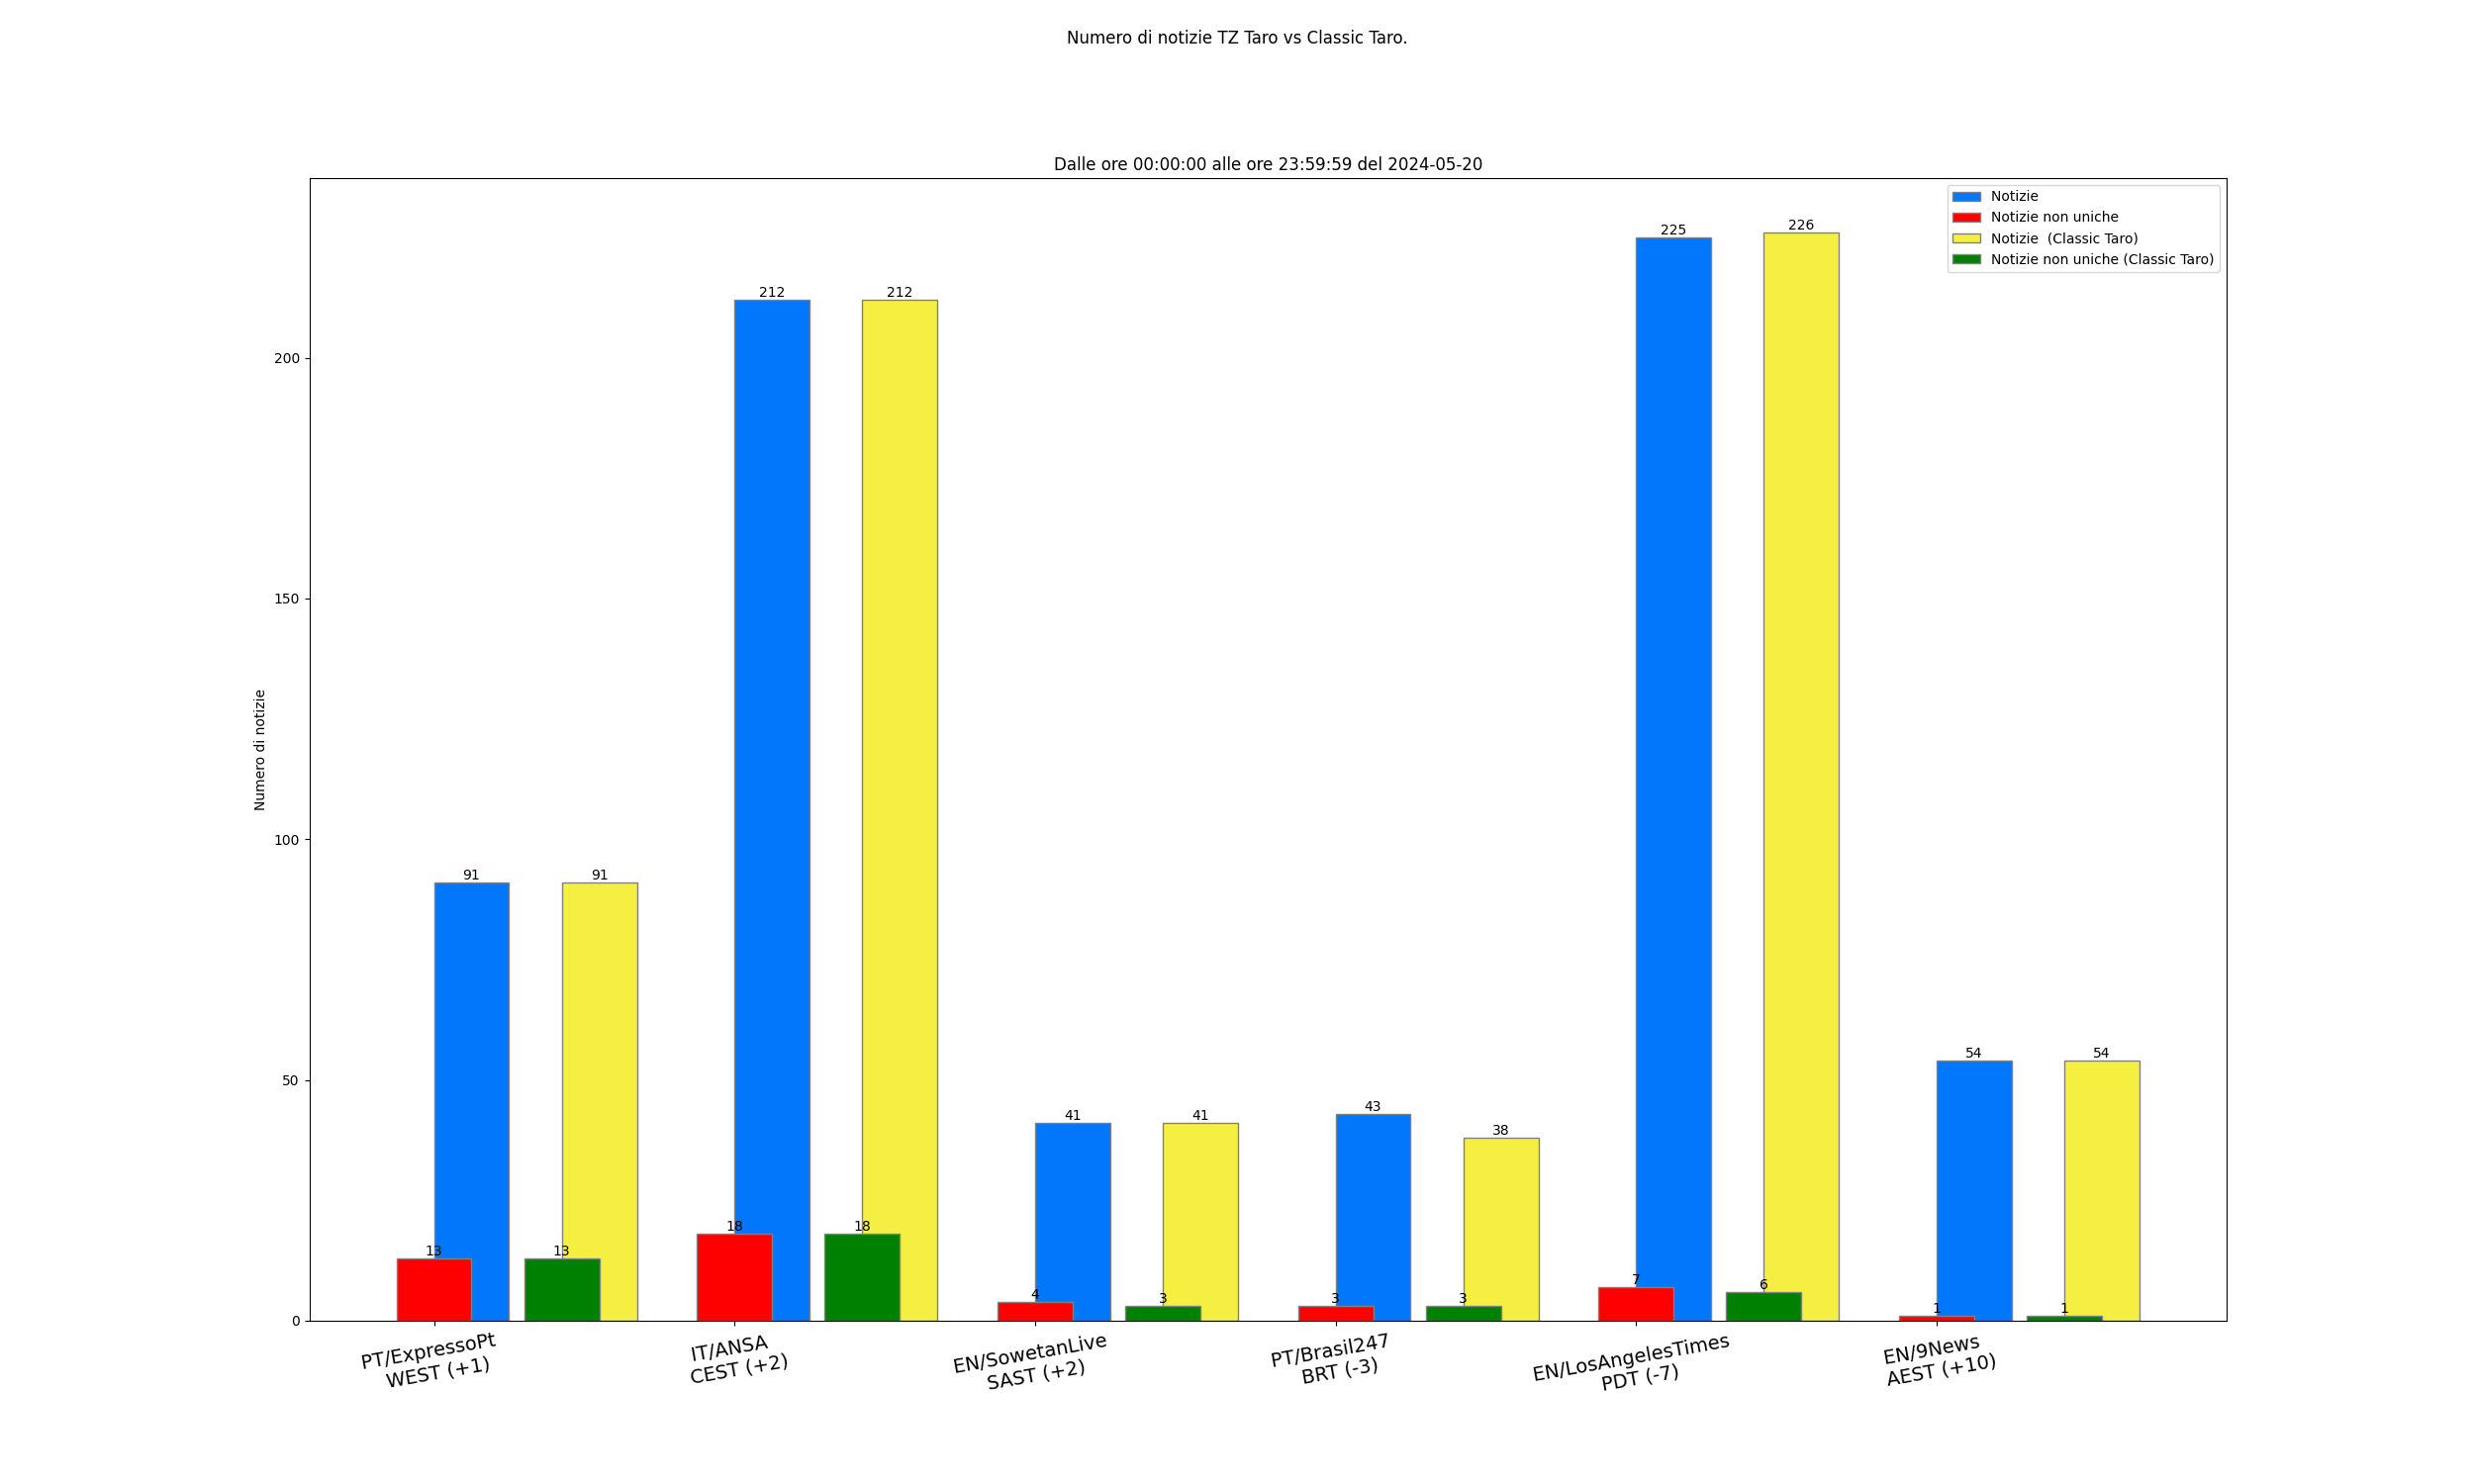 Numero di notizie TZ Taro vs Classic Taro.
Dalle ore 00:00:00 alle ore 23:59:59 del 2024-05-20
Notizie
Notizie non uniche
Notizie  (Classic Taro)
Notizie non uniche (Classic Taro)
Numero di notizie
200
150
100
50
0
91
91
13
13
212
212
18
18
41
41
4
3
43
38
3
3
225
226
7
6
54
54
1
1
PT/ExpressoPt
WEST (+1)
IT/ANSA
CEST (+2)
EN/SowetanLive
SAST (+2)
PT/Brasil247
BRT (-3)
EN/LosAngelesTimes
PDT (-7)
EN/9News
AEST (+10)